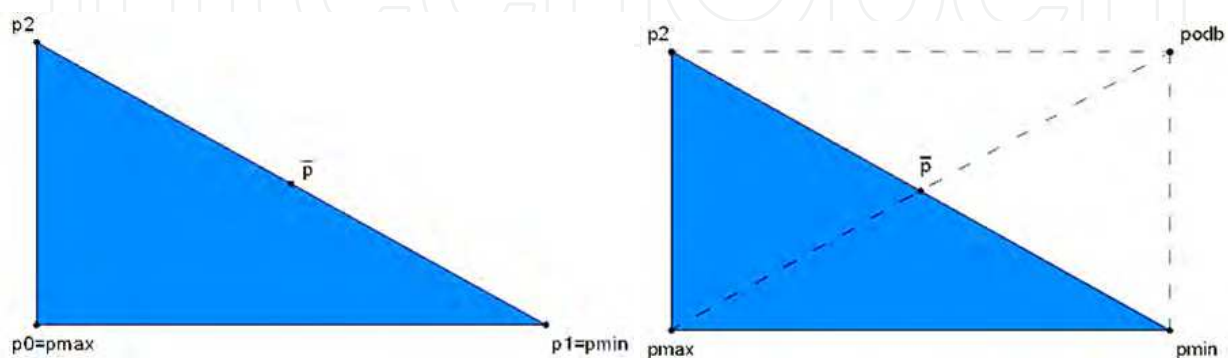 p2
p̅
p0=pmax
p1=pmin
p2
podb
p̅
pmax
pmin